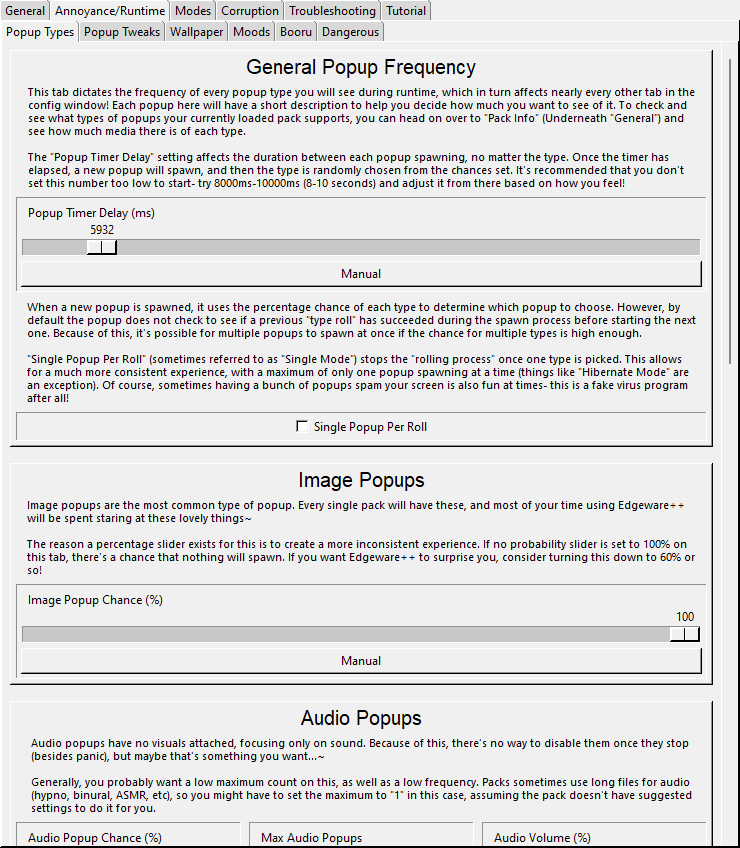 General Annoyance/Runtime Modes Corruption Troubleshooting Tutorial
Popup Types Popup Tweaks Wallpaper Moods Booru Dangerous
General Popup Frequency
This tab dictates the frequency of every popup type you will see during runtime, which in turn affects nearly every other tab in the
config window! Each popup here will have a short description to help you decide how much you want to see of it. To check and
see what types of popups your currently loaded pack supports, you can head on over to "Pack Info" (Underneath "General") and
see how much media there is of each type.
The "Popup Timer Delay" setting affects the duration between each popup spawning, no matter the type. Once the timer has
elapsed, a new popup will spawn, and then the type is randomly chosen from the chances set. It's recommended that you don't
set this number too low to start- try 8000ms-10000ms (8-10 seconds) and adjust it from there based on how you feel!
Popup Timer Delay (ms)
5932
Manual
When a new popup is spawned, it uses the percentage chance of each type to determine which popup to choose. However, by
default the popup does not check to see if a previous "type roll" has succeeded during the spawn process before starting the next
one. Because of this, it's possible for multiple popups to spawn at once if the chance for multiple types is high enough.
"Single Popup Per Roll" (sometimes referred to as "Single Mode") stops the "rolling process" once one type is picked. This allows
for a much more consistent experience, with a maximum of only one popup spawning at a time (things like "Hibernate Mode" are
an exception). Of course, sometimes having a bunch of popups spam your screen is also fun at times- this is a fake virus program
after all!
Single Popup Per Roll
Image Popups
Image popups are the most common type of popup. Every single pack will have these, and most of your time using Edgeware++
will be spent staring at these lovely things~
The reason a percentage slider exists for this is to create a more inconsistent experience. If no probability slider is set to 100% on
this tab, there's a chance that nothing will spawn. If you want Edgeware++ to surprise you, consider turning this down to 60% or
so!
Image Popup Chance (%)
100
Manual
Audio Popups
Audio popups have no visuals attached, focusing only on sound. Because of this, there's no way to disable them once they stop
(besides panic), but maybe that's something you want...~
Generally, you probably want a low maximum count on this, as well as a low frequency. Packs sometimes use long files for audio
(hypno, binural, ASMR, etc), so you might have to set the maximum to "1" in this case, assuming the pack doesn't have suggested
settings to do it for you.
Audio Popup Chance (%) Max Audio Popups Audio Volume (%)